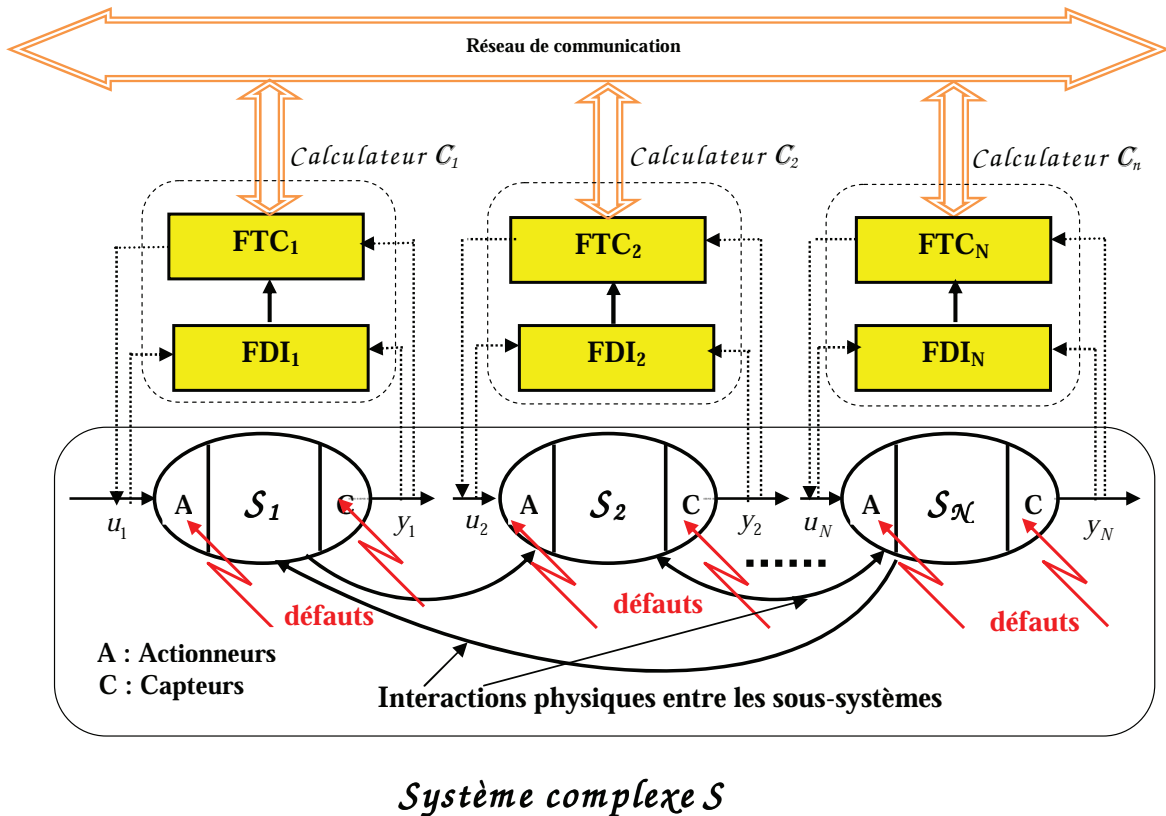 Réseau de communication
Calculateur C1
Calculateur C2
Calculateur Cn
FTC1
FTC2
FTCN
FDI1
FDI2
FDIN
A S1 C
A S2 C
A SN C
u1
y1
u2
y2
uN
yN
......
défauts
défauts
défauts
A : Actionneurs
C : Capteurs
Interactions physiques entre les sous-systèmes
Système complexe S